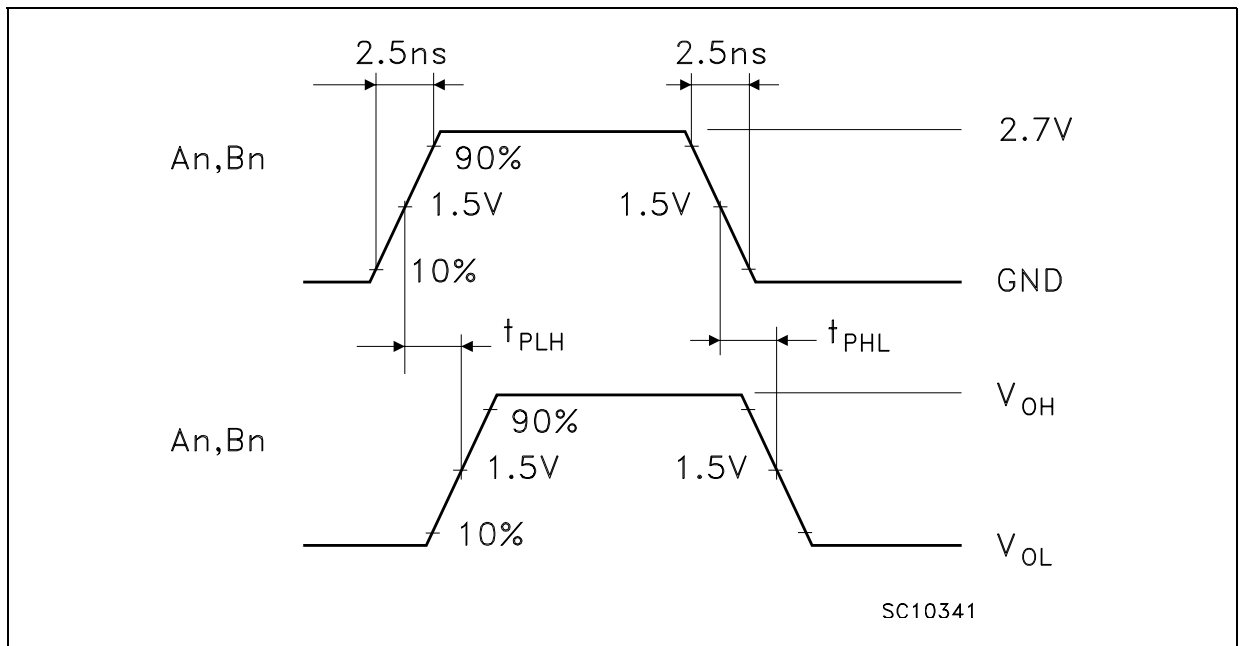 2.5ns 2.5ns
2.7V
An,Bn 90%
1.5V 1.5V
10% GND
tPLH tPHL
VOH
90%
An,Bn 1.5V 1.5V
10% VOL
SC10341